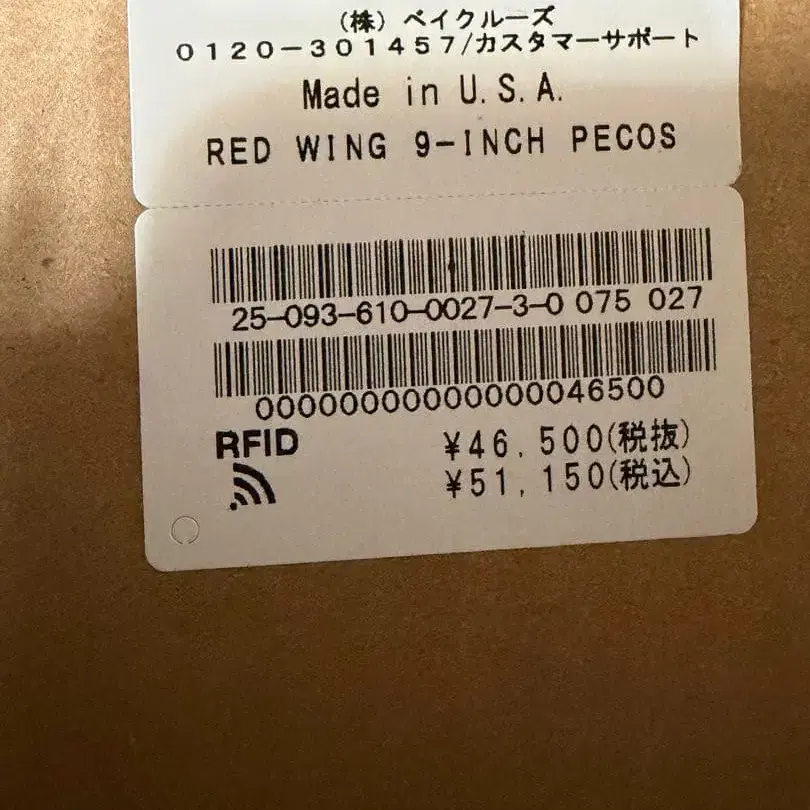 （株）ベイクルーズ
０１２０－３０１４５７/カスタマーサポート
Made in U.S.A.
RED WING 9-INCH PECOS
25-093-610-0027-3-0 075 027
00000000000000046500
RFID
¥46,500(税抜)
¥51,150(税込)